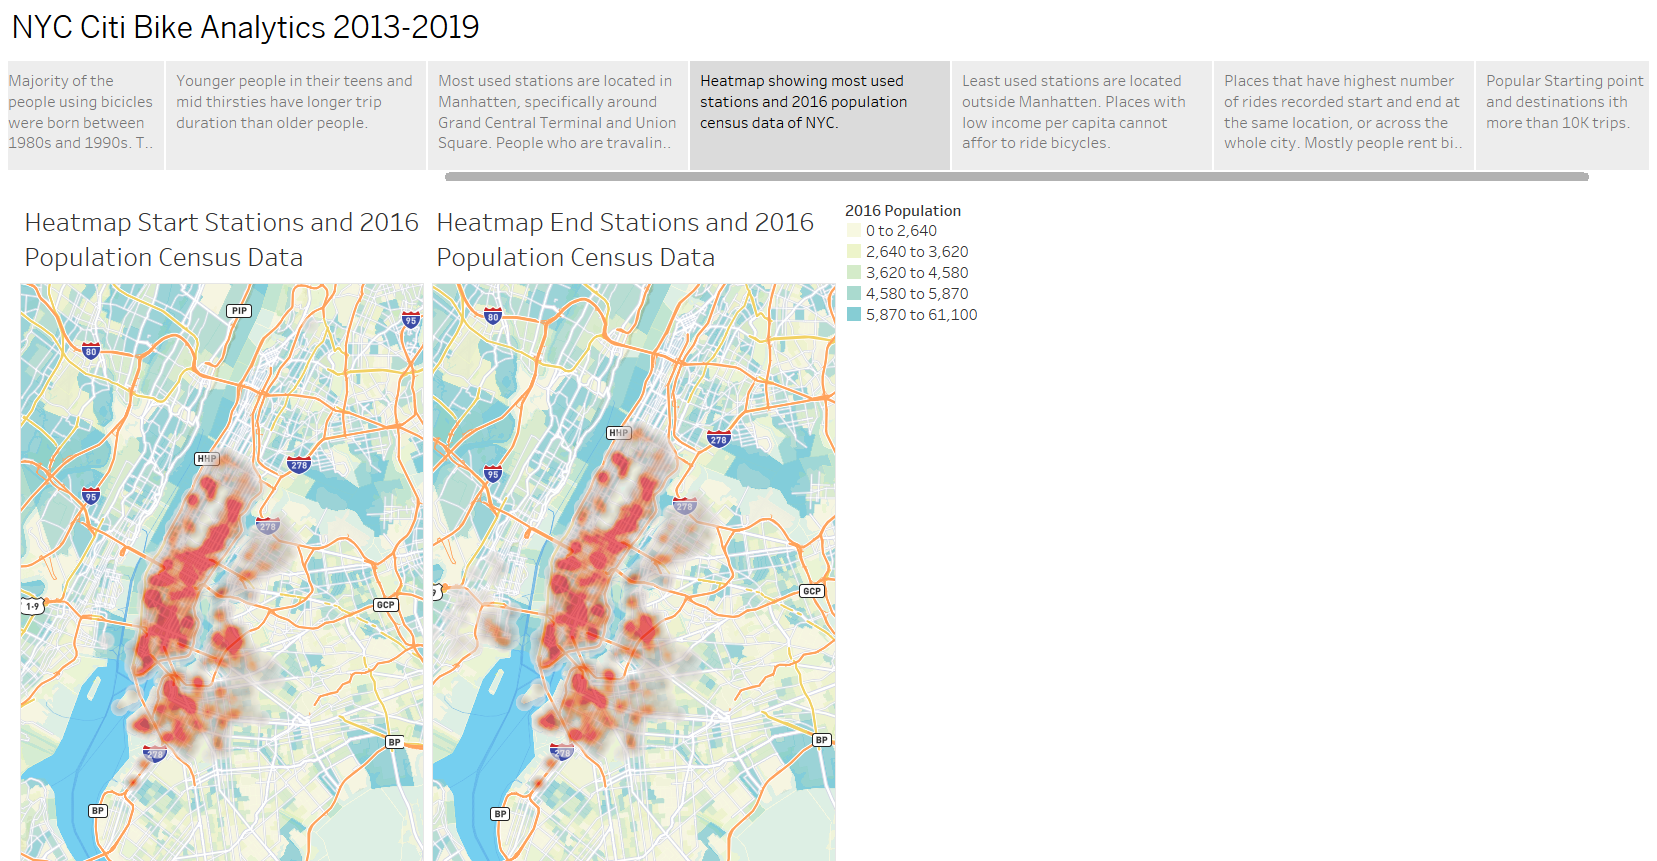 NYC Citi Bike Analytics 2013-2019
Majority of the
people using bicicles
were born between
1980s and 1990s. T..
Younger people in their teens and
mid thirsties have longer trip
duration than older people.
Most used stations are located in
Manhatten, specifically around
Grand Central Terminal and Union
Square. People who are travalin..
Heatmap showing most used
stations and 2016 population
census data of NYC.
Least used stations are located
outside Manhatten. Places with
low income per capita cannot
affor to ride bicycles.
Places that have highest number
of rides recorded start and end at
the same location, or across the
whole city. Mostly people rent bi..
Popular Starting point
and destinations ith
more than 10K trips.
Heatmap Start Stations and 2016
Population Census Data
PIP
95
80
HHP
278
95
278
1-9
GCP
BP
278
BP
Heatmap End Stations and 2016
Population Census Data
80
HHP
278
95
278
9
GCP
BP
278
BP
2016 Population
0 to 2,640
2,640 to 3,620
3,620 to 4,580
4,580 to 5,870
5,870 to 61,100